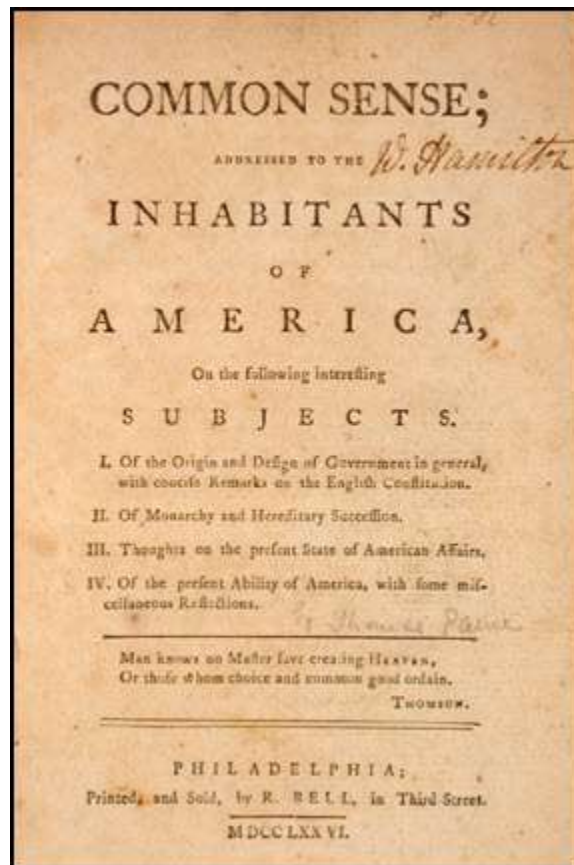 COMMON SENSE;
ADDRESSED TO THE
W. Hamilton
INHABITANTS
OF
AMERICA,
On the following intereſting
SUBJECTS.
I. Of the Origin and Deſign of Government in general,
with conciſe Remarks on the Engliſh Conſtitution.
II. Of Monarchy and Hereditary Succeſſion.
III. Thoughts on the preſent State of American Affairs.
IV. Of the preſent Ability of America, with ſome miſ-
cellaneous Reflections.
by Thomas Paine
Man knows no Maſter ſave creating HEAVEN,
Or thoſe whom choice and common good ordain.
THOMSON.
PHILADELPHIA;
Printed, and Sold, by R. BELL, in Third-Street.
MDCCLXXVI.